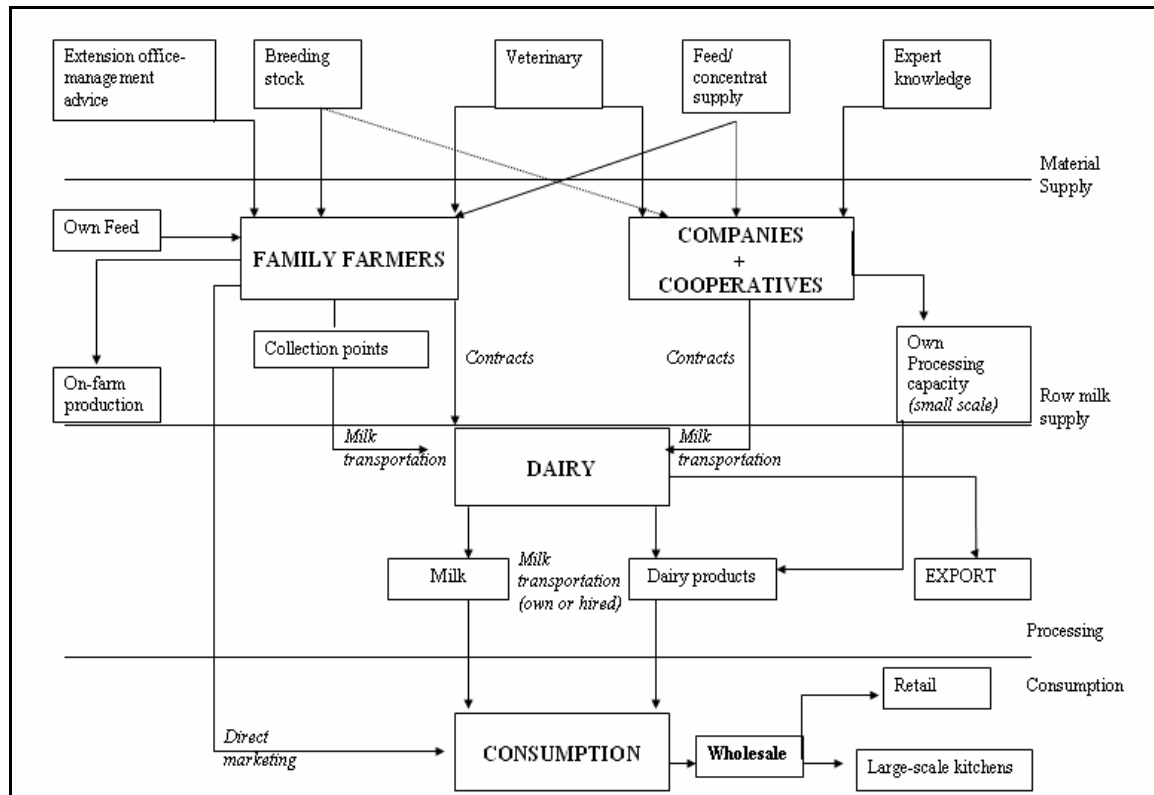 Extension office-
management
advice
Breeding
stock
Veterinary
Feed/
concentrat
supply
Expert
knowledge
Material
Supply
Own Feed
FAMILY FARMERS
COMPANIES
+
COOPERATIVES
Collection points
Contracts
Contracts
Own
Processing
capacity
(small scale)
On-farm
production
Row milk
supply
Milk
transportation
DAIRY
Milk
transportation
Milk
Milk
transportation
(own or hired)
Dairy products
EXPORT
Processing
Consumption
Retail
Direct
marketing
CONSUMPTION
Wholesale
Large-scale kitchens